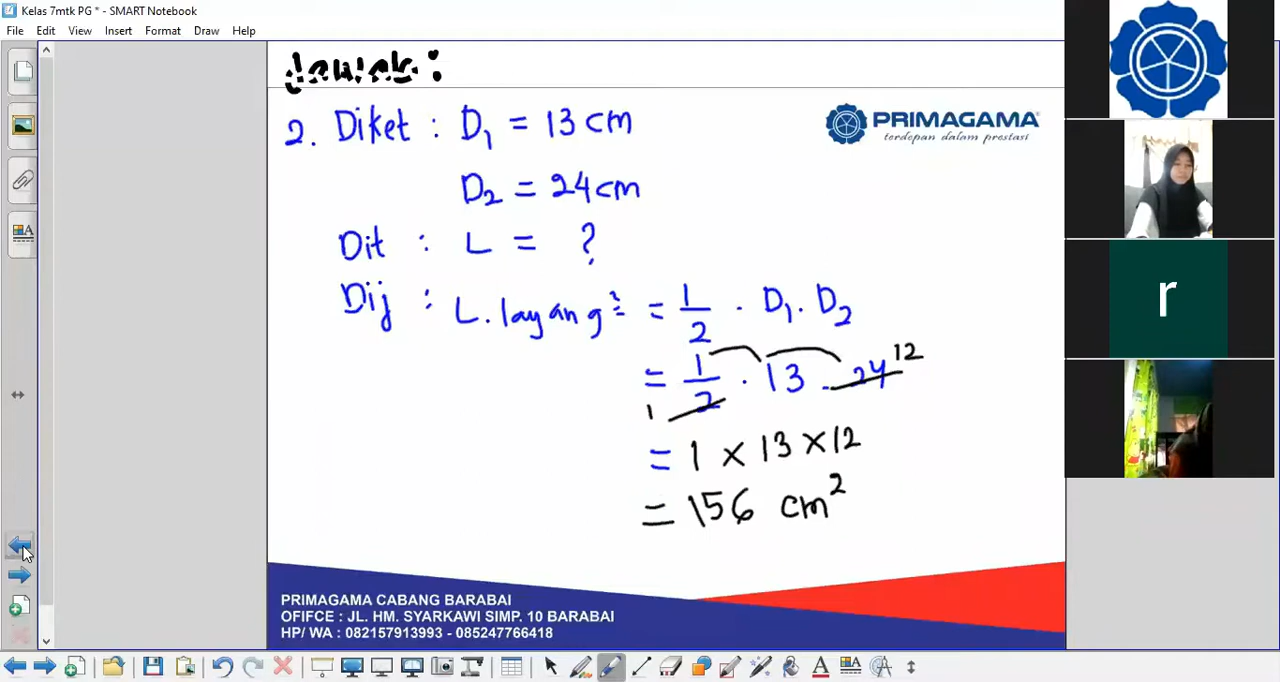 Kelas 7mtk PG * - SMART Notebook
File Edit View Insert Format Draw Help
Jawab :
PRIMAGAMA
terdepan dalam prestasi
2. Diket : D₁ = 13 cm
D₂ = 24 cm
Dit : L = ?
Dij : L. layang² = 1/2 . D₁ . D₂
= 1/2 . 13 . 24 12
1
= 1 x 13 x 12
= 156 cm²
PRIMAGAMA CABANG BARABAI
OFIFCE : JL. HM. SYARKAWI SIMP. 10 BARABAI
HP/ WA : 082157913993 - 085247766418
r